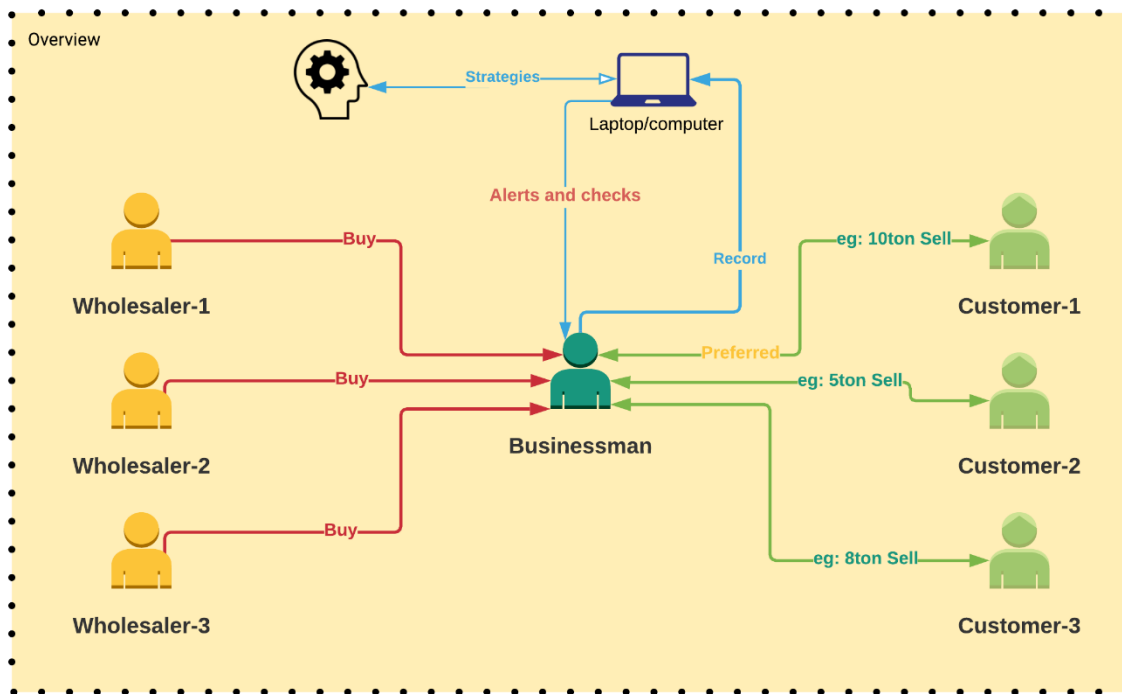 Overview
Strategies
Laptop/computer
Alerts and checks
Buy
eg: 10ton Sell
Record
Wholesaler-1
Customer-1
Preferred
Buy
eg: 5ton Sell
Businessman
Wholesaler-2
Customer-2
Buy
eg: 8ton Sell
Wholesaler-3
Customer-3